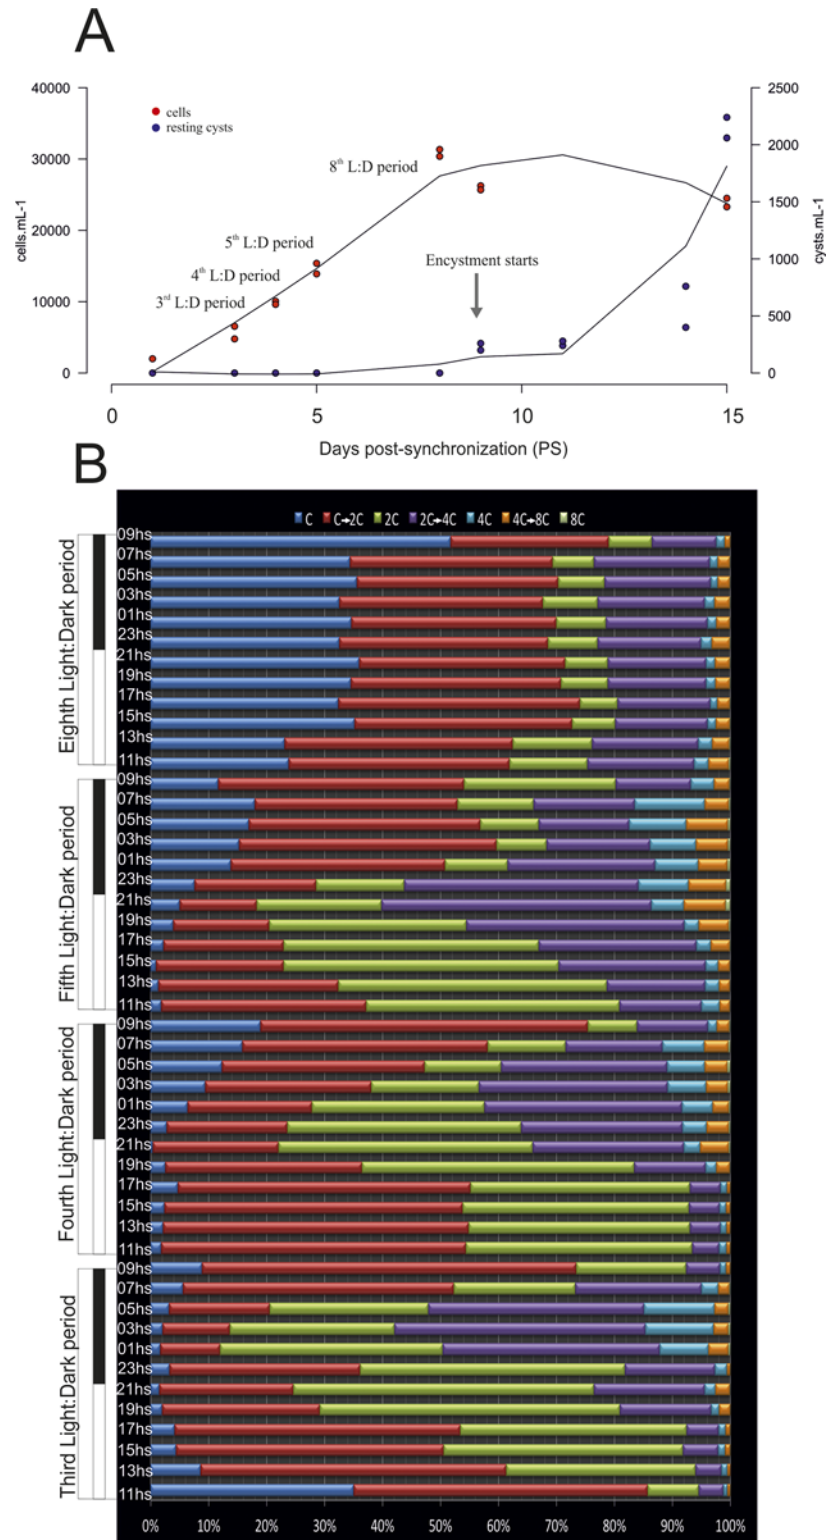 A
40000
30000
20000
10000
0
cells.mL-1
cells
resting cysts
8th L:D period
5th L:D period
4th L:D period
3rd L:D period
Encystment starts
2500
2000
1500
1000
500
0
cysts.mL-1
0 5 10 15
Days post-synchronization (PS)
B
C C→2C 2C 2C→4C 4C 4C→8C 8C
Eighth Light:Dark period
09hs
07hs
05hs
03hs
01hs
23hs
21hs
19hs
17hs
15hs
13hs
11hs
Fifth Light:Dark period
09hs
07hs
05hs
03hs
01hs
23hs
21hs
19hs
17hs
15hs
13hs
11hs
Fourth Light:Dark period
09hs
07hs
05hs
03hs
01hs
23hs
21hs
19hs
17hs
15hs
13hs
11hs
Third Light:Dark period
09hs
07hs
05hs
03hs
01hs
23hs
21hs
19hs
17hs
15hs
13hs
11hs
0% 10% 20% 30% 40% 50% 60% 70% 80% 90% 100%